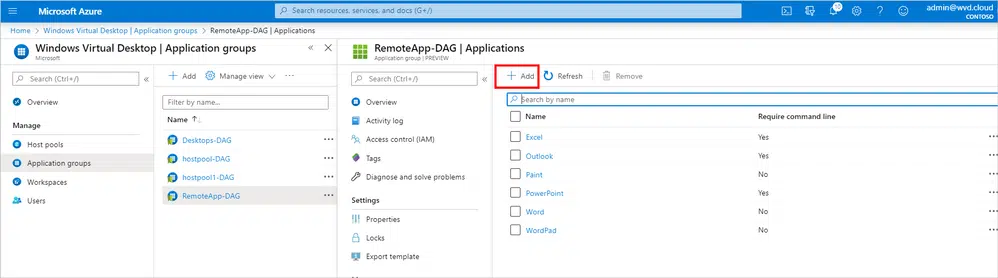 Microsoft Azure
Search resources, services, and docs (G+/)
admin@wvd.cloud
CONTOSO
Home > Windows Virtual Desktop | Application groups > RemoteApp-DAG | Applications
Windows Virtual Desktop | Application groups
Microsoft
Search (Ctrl+/)
Overview
Manage
Host pools
Application groups
Workspaces
Users
Add
Manage view
Filter by name...
Name
Desktops-DAG
hostpool-DAG
hostpool1-DAG
RemoteApp-DAG
RemoteApp-DAG | Applications
Application group | PREVIEW
Search (Ctrl+/)
Overview
Activity log
Access control (IAM)
Tags
Diagnose and solve problems
Settings
Properties
Locks
Export template
Add Refresh Remove
Search by name
Name Require command line
Excel Yes
Outlook Yes
Paint No
PowerPoint Yes
Word No
WordPad No